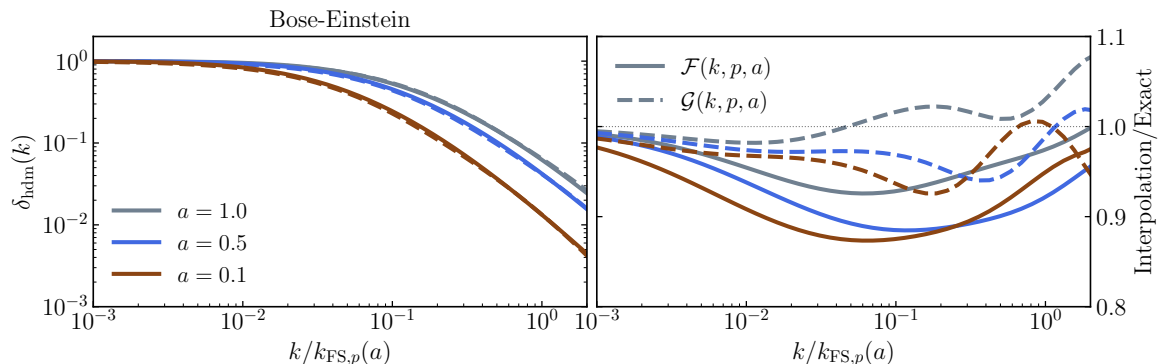 Bose-Einstein
δ_hdm(k)
10^0
10^−1
10^−2
10^−3
a = 1.0
a = 0.5
a = 0.1
10^−3 10^−2 10^−1 10^0
k/k_FS,p(a)
F(k, p, a)
G(k, p, a)
1.1
1.0
0.9
0.8
Interpolation/Exact
10^−3 10^−2 10^−1 10^0
k/k_FS,p(a)